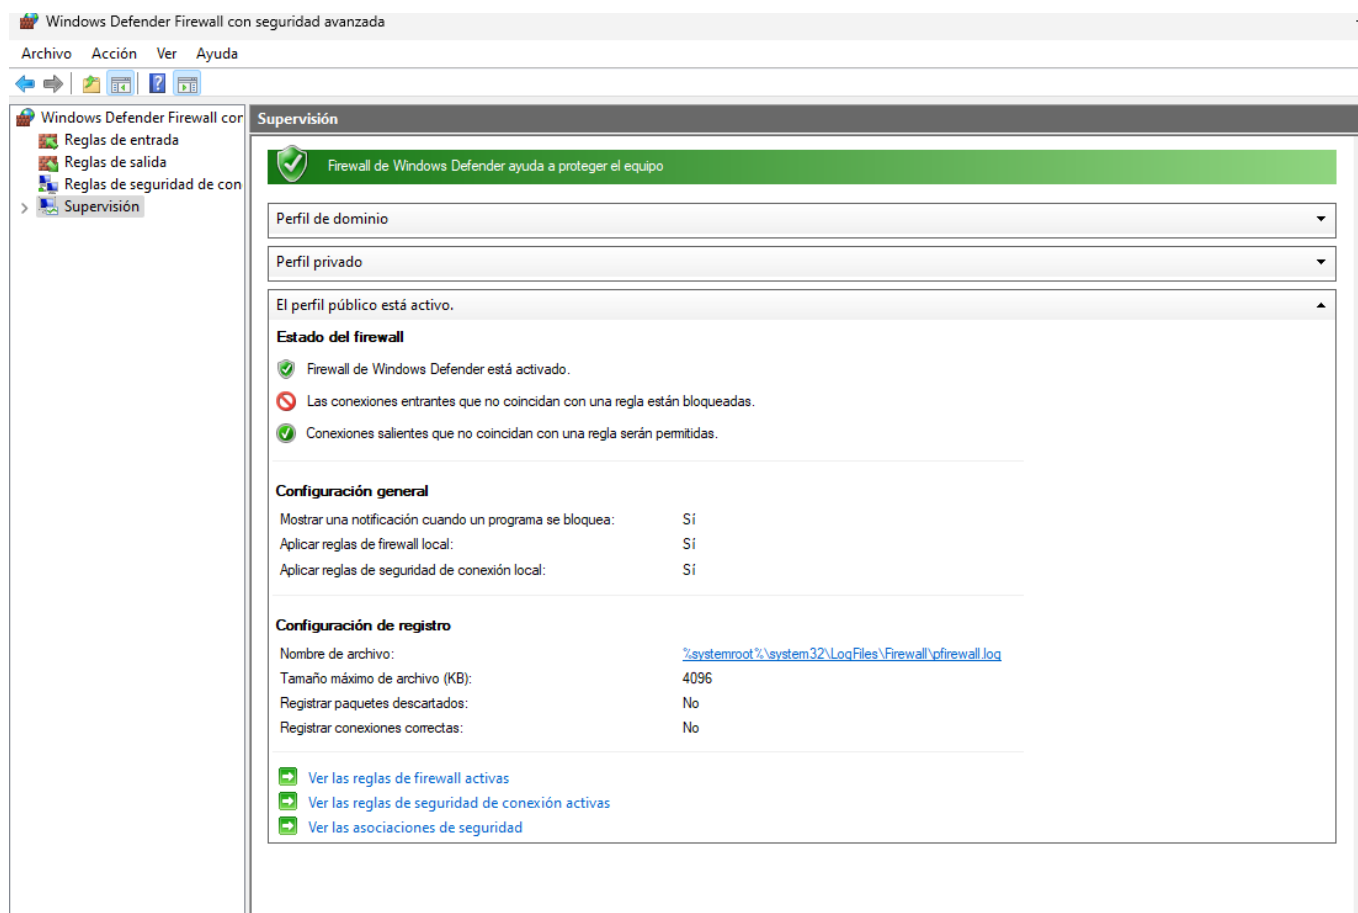 Windows Defender Firewall con seguridad avanzada
Archivo Acción Ver Ayuda
Windows Defender Firewall cor
Reglas de entrada
Reglas de salida
Reglas de seguridad de con
Supervisión
Supervisión
Firewall de Windows Defender ayuda a proteger el equipo
Perfil de dominio
Perfil privado
El perfil público está activo.
Estado del firewall
Firewall de Windows Defender está activado.
Las conexiones entrantes que no coincidan con una regla están bloqueadas.
Conexiones salientes que no coincidan con una regla serán permitidas.
Configuración general
Mostrar una notificación cuando un programa se bloquea: Sí
Aplicar reglas de firewall local: Sí
Aplicar reglas de seguridad de conexión local: Sí
Configuración de registro
Nombre de archivo: %systemroot%\system32\LogFiles\Firewall\pfirewall.log
Tamaño máximo de archivo (KB): 4096
Registrar paquetes descartados: No
Registrar conexiones correctas: No
Ver las reglas de firewall activas
Ver las reglas de seguridad de conexión activas
Ver las asociaciones de seguridad